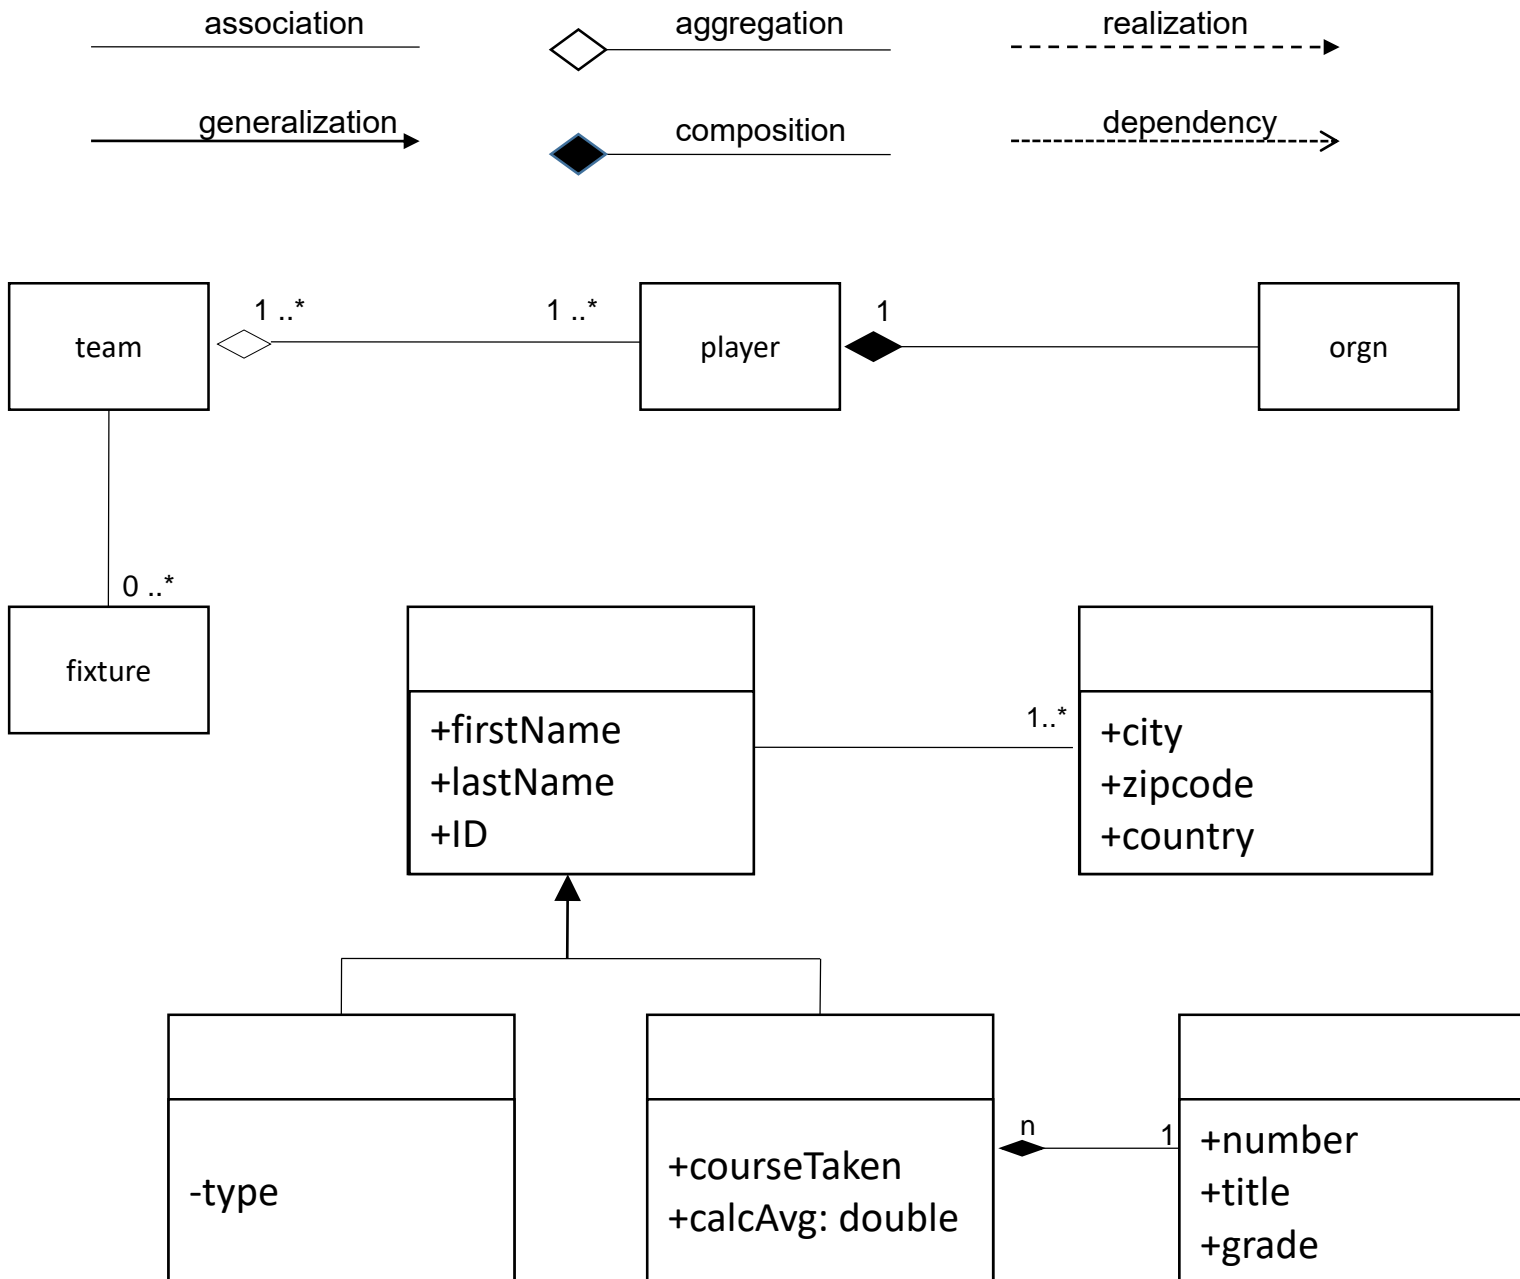 association
aggregation
realization
generalization
composition
dependency
1 ..*
1 ..*
1
team
player
orgn
0 ..*
fixture
+firstName
+lastName
+ID
1..*
+city
+zipcode
+country
-type
+courseTaken
+calcAvg: double
n
1
+number
+title
+grade